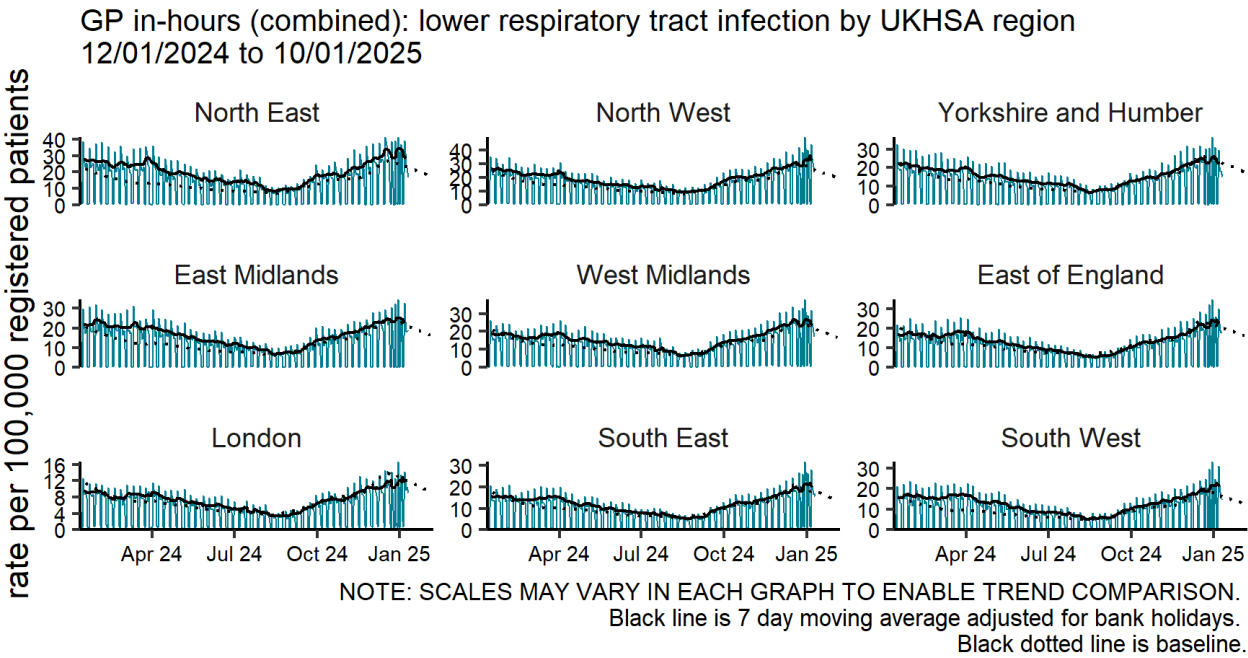 GP in-hours (combined): lower respiratory tract infection by UKHSA region
12/01/2024 to 10/01/2025
rate per 100,000 registered patients
North East
40
30
20
10
0
North West
40
30
20
10
0
Yorkshire and Humber
30
20
10
0
East Midlands
30
20
10
0
West Midlands
30
20
10
0
East of England
30
20
10
0
London
16
12
8
4
0
South East
30
20
10
0
South West
30
20
10
0
Apr 24 Jul 24 Oct 24 Jan 25
Apr 24 Jul 24 Oct 24 Jan 25
Apr 24 Jul 24 Oct 24 Jan 25
NOTE: SCALES MAY VARY IN EACH GRAPH TO ENABLE TREND COMPARISON.
Black line is 7 day moving average adjusted for bank holidays.
Black dotted line is baseline.